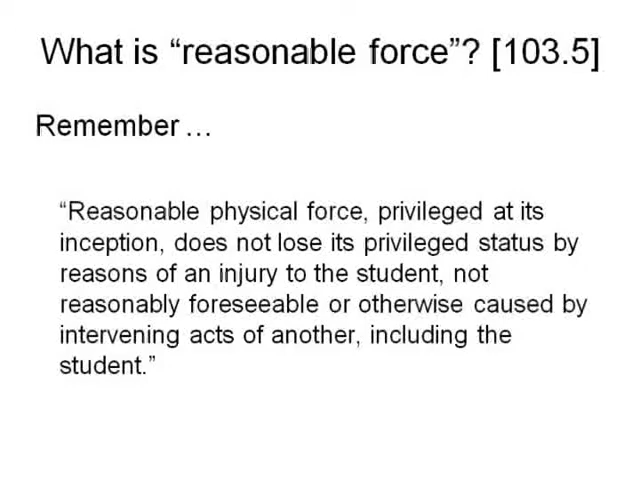 What is “reasonable force”? [103.5]
Remember …
“Reasonable physical force, privileged at its
inception, does not lose its privileged status by
reasons of an injury to the student, not
reasonably foreseeable or otherwise caused by
intervening acts of another, including the
student.”